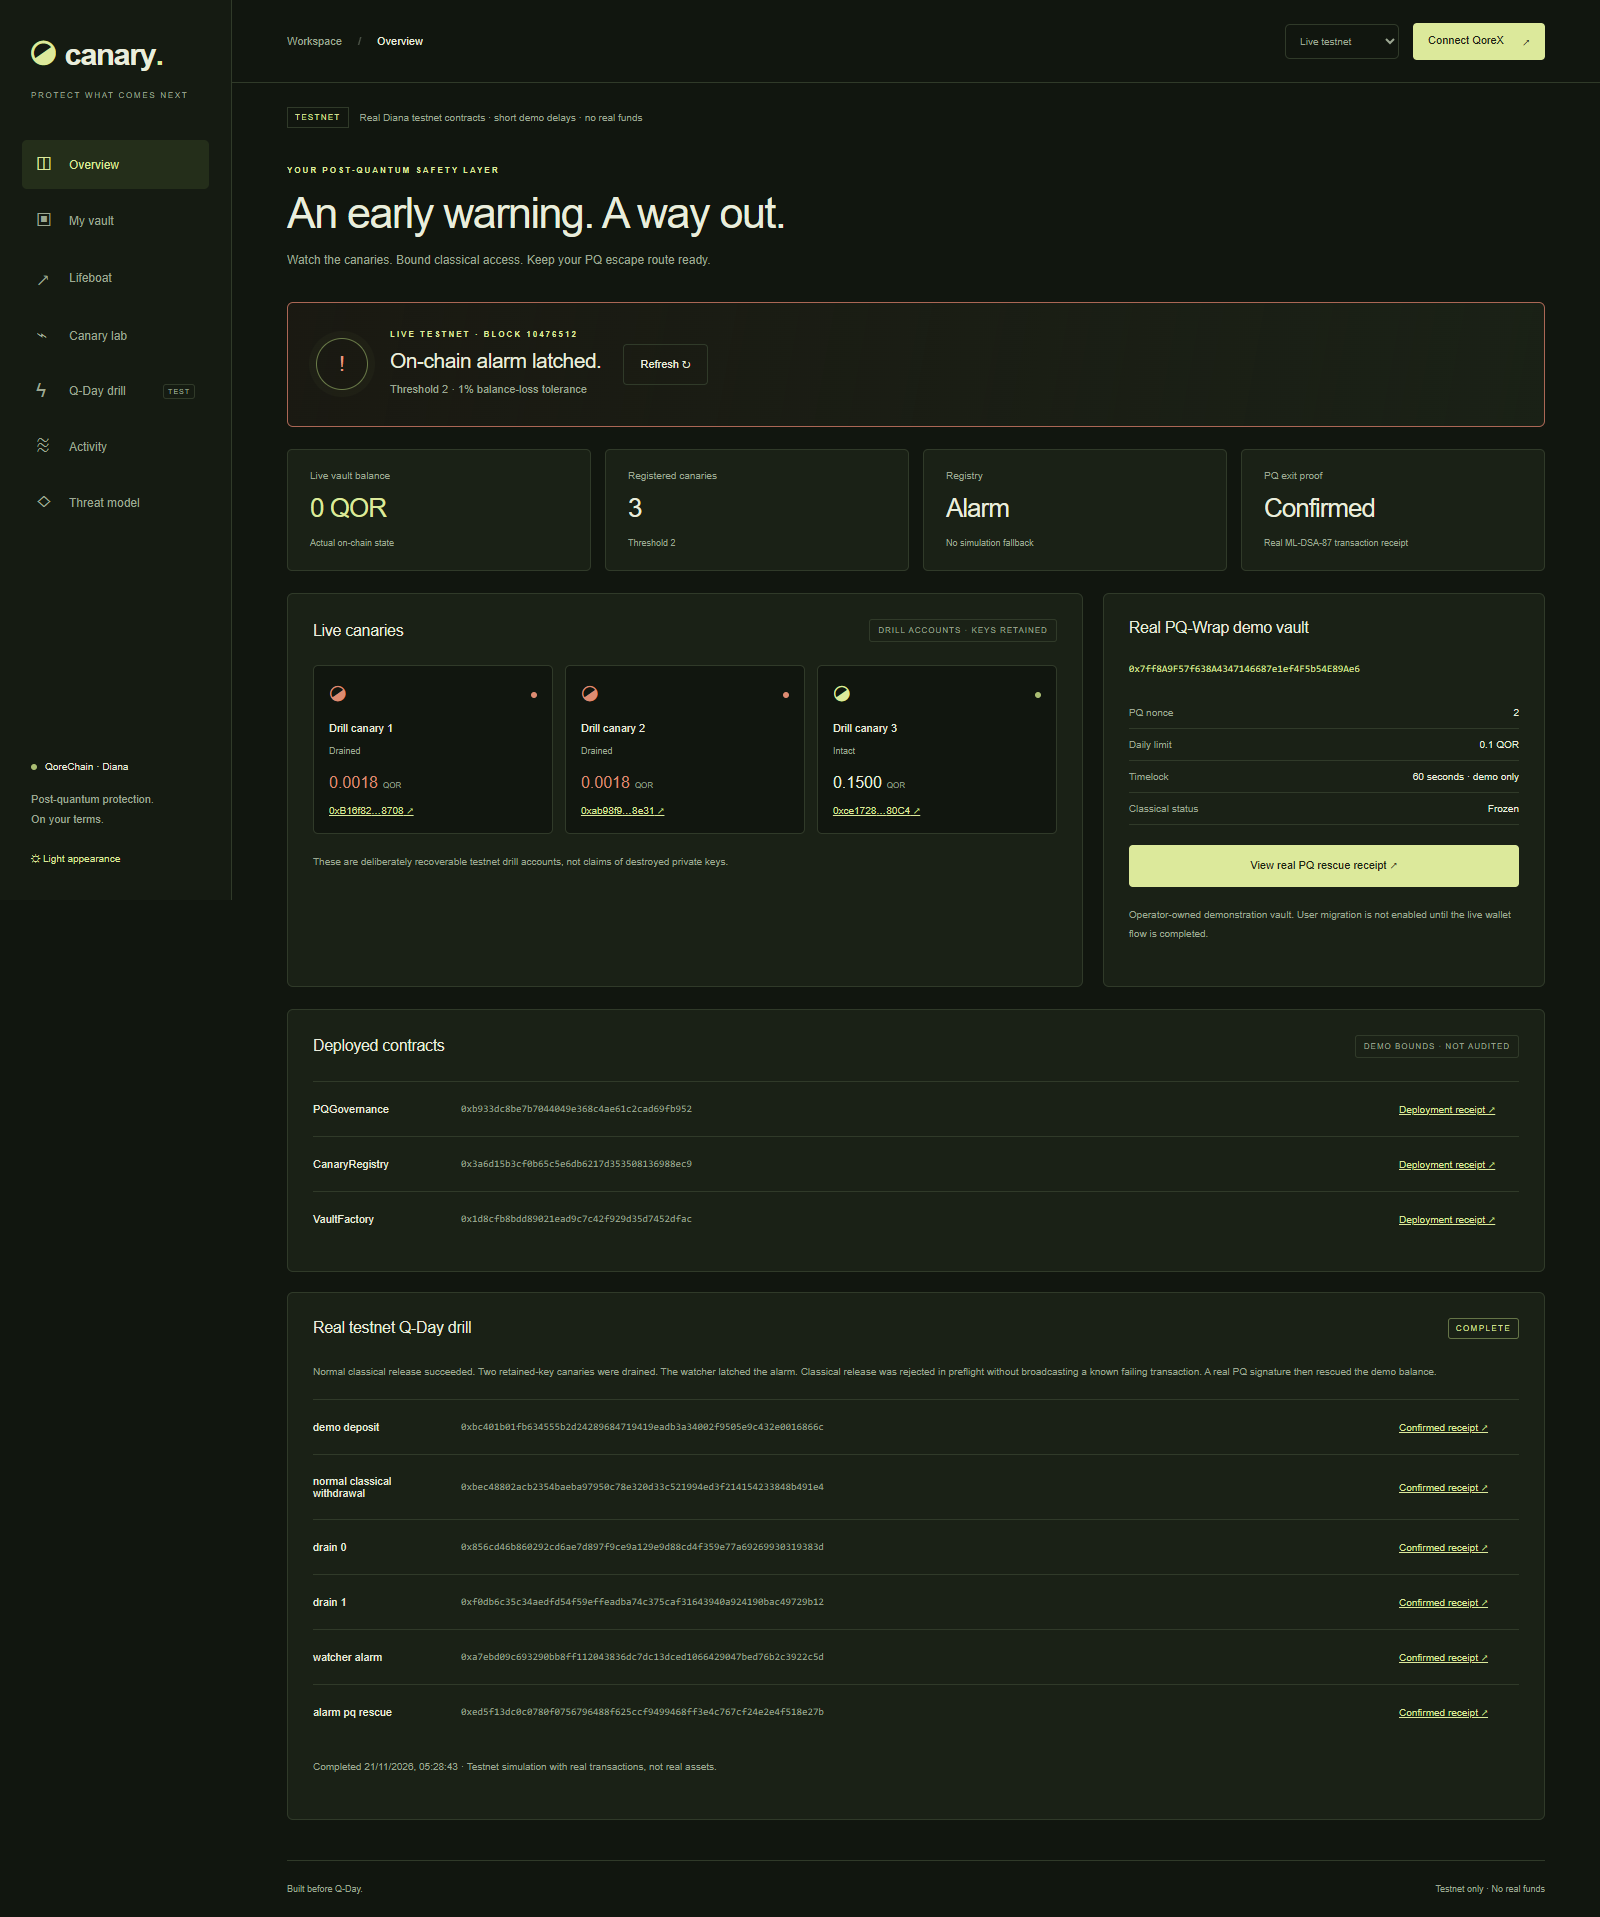 canary.
PROTECT WHAT COMES NEXT
Overview
My vault
Lifeboat
Canary lab
Q-Day drill TEST
Activity
Threat model
QoreChain · Diana
Post-quantum protection.
On your terms.
Light appearance
Workspace / Overview
Live testnet
Connect QoreX ↗
TESTNET Real Diana testnet contracts · short demo delays · no real funds
YOUR POST-QUANTUM SAFETY LAYER
An early warning. A way out.
Watch the canaries. Bound classical access. Keep your PQ escape route ready.
!
LIVE TESTNET · BLOCK 10476512
On-chain alarm latched.
Threshold 2 · 1% balance-loss tolerance
Refresh ↻
Live vault balance
0 QOR
Actual on-chain state
Registered canaries
3
Threshold 2
Registry
Alarm
No simulation fallback
PQ exit proof
Confirmed
Real ML-DSA-87 transaction receipt
Live canaries
DRILL ACCOUNTS · KEYS RETAINED
Drill canary 1
Drained
0.0018 QOR
0xB16f82…8708 ↗
Drill canary 2
Drained
0.0018 QOR
0xab98f9…8e31 ↗
Drill canary 3
Intact
0.1500 QOR
0xce1728…80C4 ↗
These are deliberately recoverable testnet drill accounts, not claims of destroyed private keys.
Real PQ-Wrap demo vault
0x7ff8A9F57f638A4347146687e1ef4F5b54E89Ae6
PQ nonce 2
Daily limit 0.1 QOR
Timelock 60 seconds · demo only
Classical status Frozen
View real PQ rescue receipt ↗
Operator-owned demonstration vault. User migration is not enabled until the live wallet
flow is completed.
Deployed contracts
DEMO BOUNDS · NOT AUDITED
PQGovernance 0xb933dc8be7b7044049e368c4ae61c2cad69fb952 Deployment receipt ↗
CanaryRegistry 0x3a6d15b3cf0b65c5e6db6217d353508136988ec9 Deployment receipt ↗
VaultFactory 0x1d8cfb8bdd89021ead9c7c42f929d35d7452dfac Deployment receipt ↗
Real testnet Q-Day drill
COMPLETE
Normal classical release succeeded. Two retained-key canaries were drained. The watcher latched the alarm. Classical release was rejected in preflight without broadcasting a known failing transaction. A real PQ signature then rescued the demo balance.
demo deposit 0xbc401b01fb634555b2d24289684719419eadb3a34002f9505e9c432e0016866c Confirmed receipt ↗
normal classical
withdrawal 0xbec48802acb2354baeba97950c78e320d33c521994ed3f214154233848b491e4 Confirmed receipt ↗
drain 0 0x856cd46b860292cd6ae7d897f9ce9a129e9d88cd4f359e77a69269930319383d Confirmed receipt ↗
drain 1 0xf0db6c35c34aedfd54f59effeadba74c375caf31643940a924190bac49729b12 Confirmed receipt ↗
watcher alarm 0xa7ebd09c693290bb8ff112043836dc7dc13dced1066429047bed76b2c3922c5d Confirmed receipt ↗
alarm pq rescue 0xed5f13dc0c0780f0756796488f625ccf9499468ff3e4c767cf24e2e4f518e27b Confirmed receipt ↗
Completed 21/11/2026, 05:28:43 · Testnet simulation with real transactions, not real assets.
Built before Q-Day.
Testnet only · No real funds